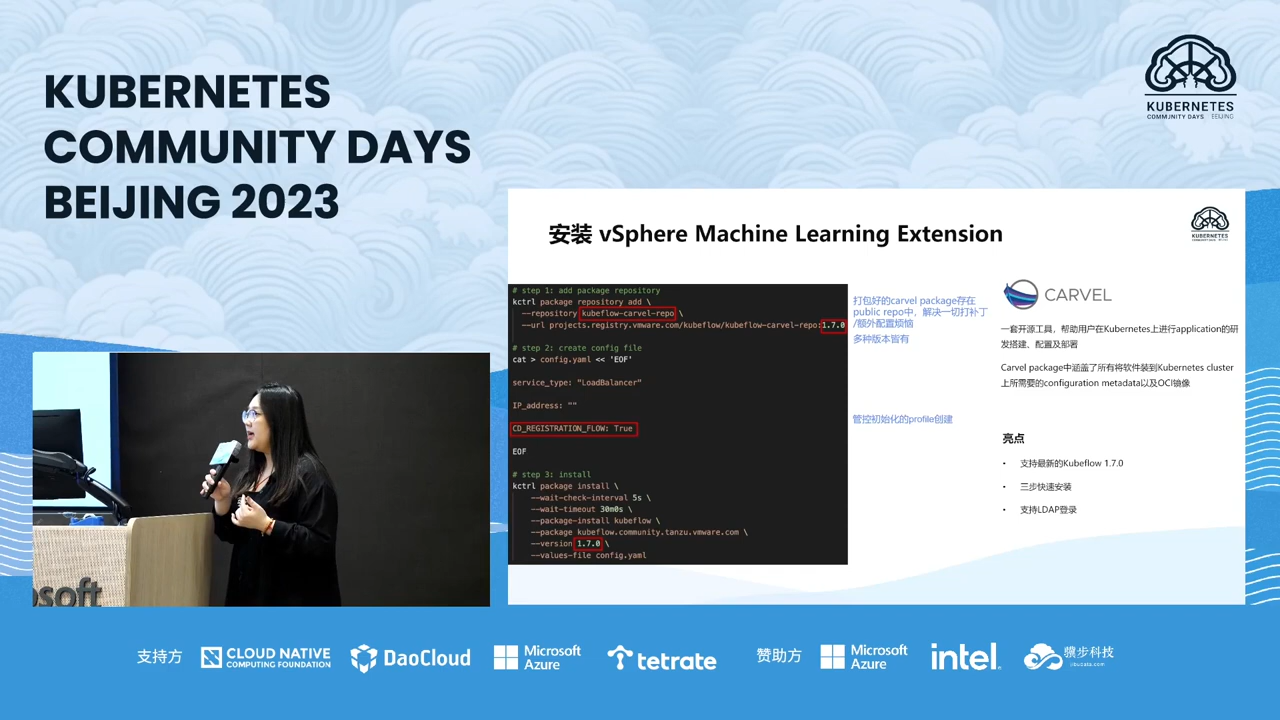 KUBERNETES
COMMUNITY DAYS
BEIJING 2023
KUBERNETES
COMMUNITY DAYS BEIJING
安装 vSphere Machine Learning Extension
KUBERNETES
# step 1: add package repository
kctrl package repository add \
--repository kubeflow-carvel-repo \
--url projects.registry.vmware.com/kubeflow/kubeflow-carvel-repo:1.7.0
# step 2: create config file
cat > config.yaml << 'EOF'
service_type: "LoadBalancer"
IP_address: ""
CD_REGISTRATION_FLOW: True
EOF
# step 3: install
kctrl package install \
--wait-check-interval 5s \
--wait-timeout 30m0s \
--package-install kubeflow \
--package kubeflow.community.tanzu.vmware.com \
--version 1.7.0 \
--values-file config.yaml
打包好的carvel package存在
public repo中，解决一切打补丁
/额外配置烦恼
多种版本皆有
管控初始化的profile创建
CARVEL
一套开源工具，帮助用户在Kubernetes上进行application的研
发搭建、配置及部署
Carvel package中涵盖了所有将软件装到Kubernetes cluster
上所需要的configuration metadata以及OCI镜像
亮点
• 支持最新的Kubeflow 1.7.0
• 三步快速安装
• 支持LDAP登录
osoft
支持方
CLOUD NATIVE
COMPUTING FOUNDATION
DaoCloud
Microsoft
Azure
tetrate
赞助方
Microsoft
Azure
intel.
骥步科技
jibudata.com